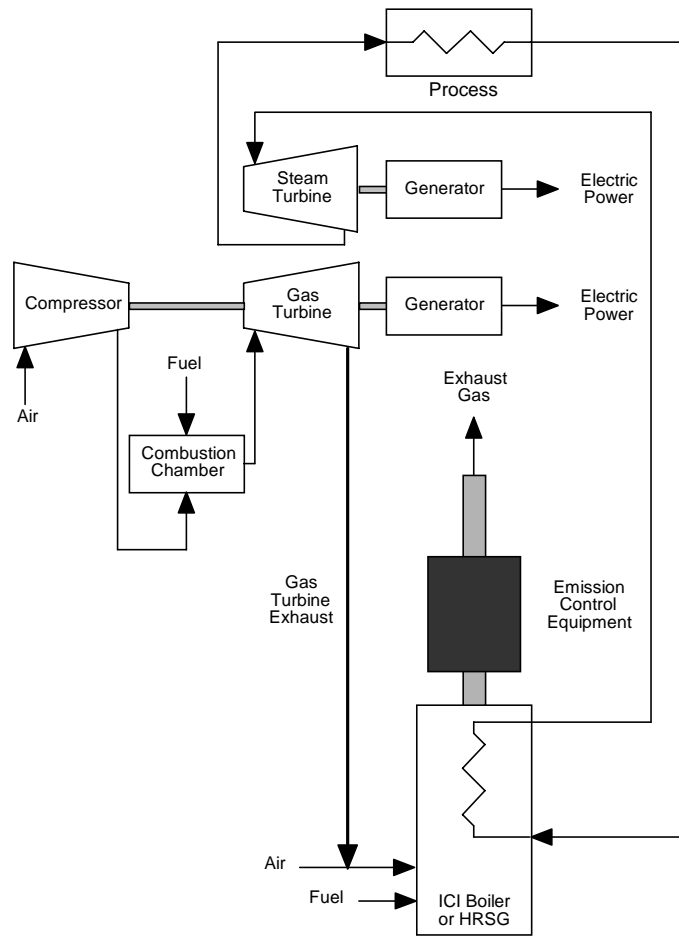 Process
Steam
Turbine
Generator
Electric
Power
Compressor
Gas
Turbine
Generator
Electric
Power
Air
Fuel
Combustion
Chamber
Exhaust
Gas
Gas
Turbine
Exhaust
Emission
Control
Equipment
Air
Fuel
ICI Boiler
or HRSG